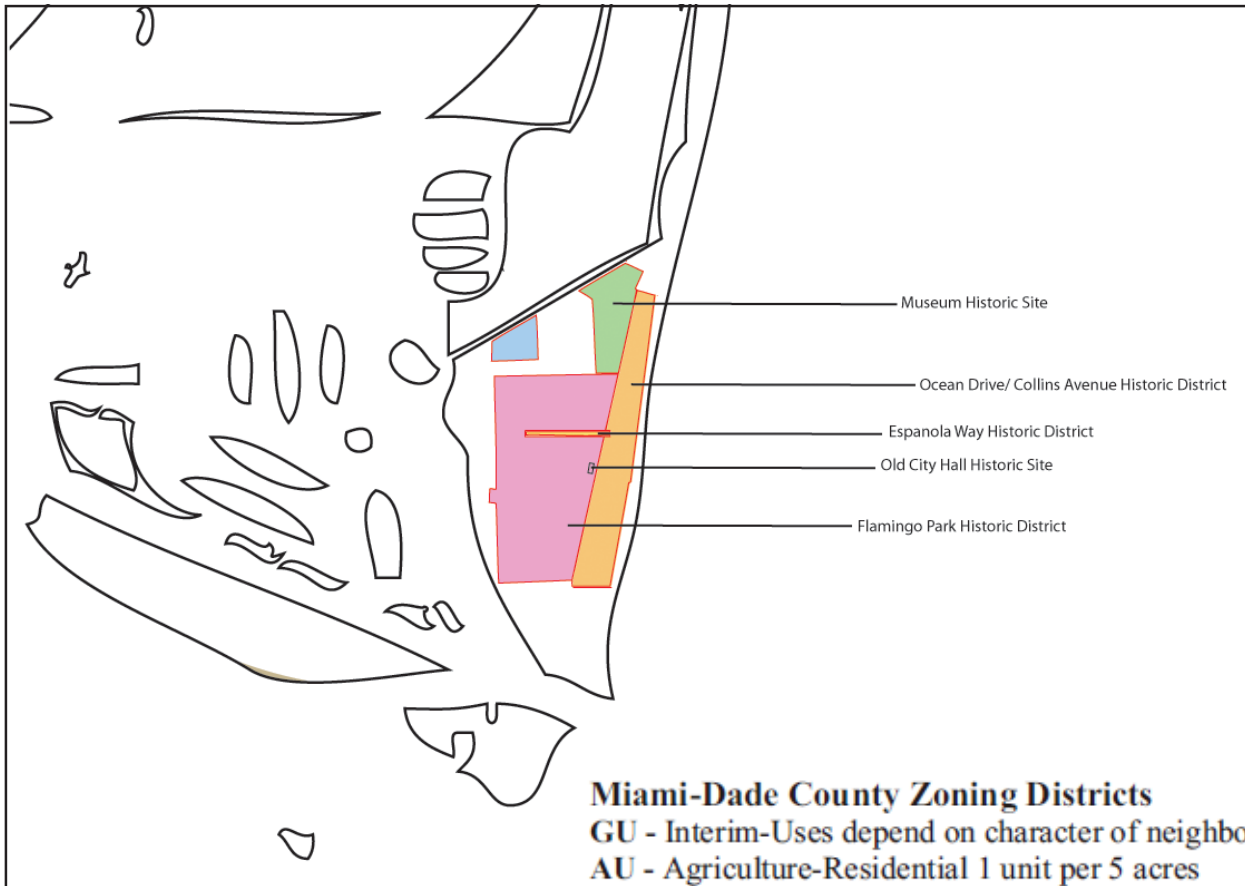 Museum Historic Site
Ocean Drive/ Collins Avenue Historic District
Espanola Way Historic District
Old City Hall Historic Site
Flamingo Park Historic District
Miami-Dade County Zoning Districts
GU - Interim-Uses depend on character of neighbo
AU - Agriculture-Residential 1 unit per 5 acres